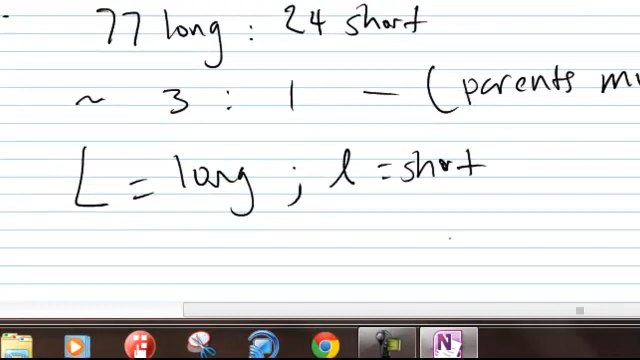 77 long : 24 short
~ 3 : 1 — (parents
L = long ; l = short
N